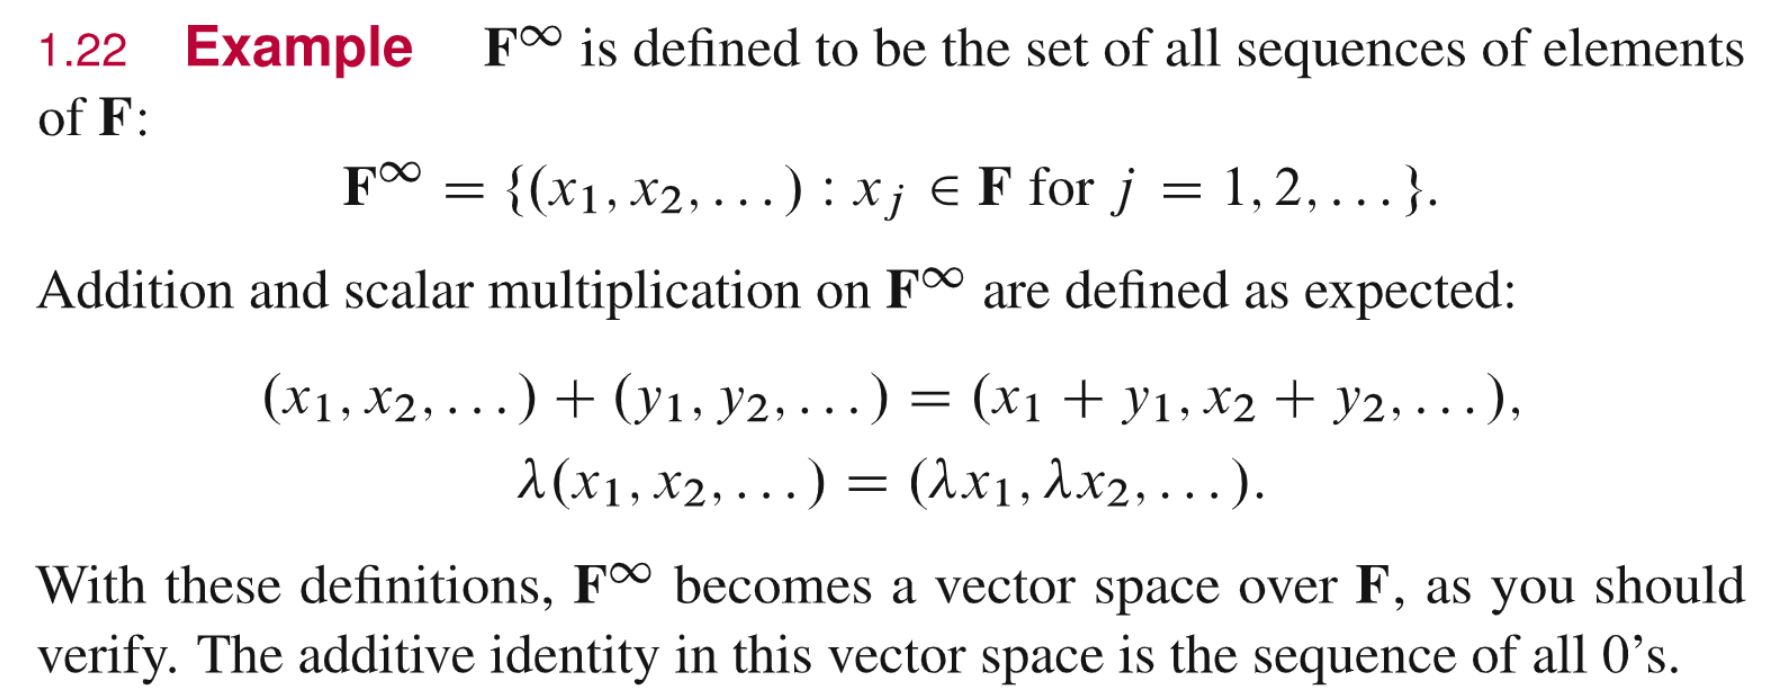 1.22 Example F∞ is defined to be the set of all sequences of elements
of F:
F∞ = {(x₁, x₂, . . . ) : xⱼ ∈ F for j = 1, 2, . . . }.
Addition and scalar multiplication on F∞ are defined as expected:
(x₁, x₂, . . . ) + (y₁, y₂, . . . ) = (x₁ + y₁, x₂ + y₂, . . . ),
λ(x₁, x₂, . . . ) = (λx₁, λx₂, . . . ).
With these definitions, F∞ becomes a vector space over F, as you should
verify. The additive identity in this vector space is the sequence of all 0’s.